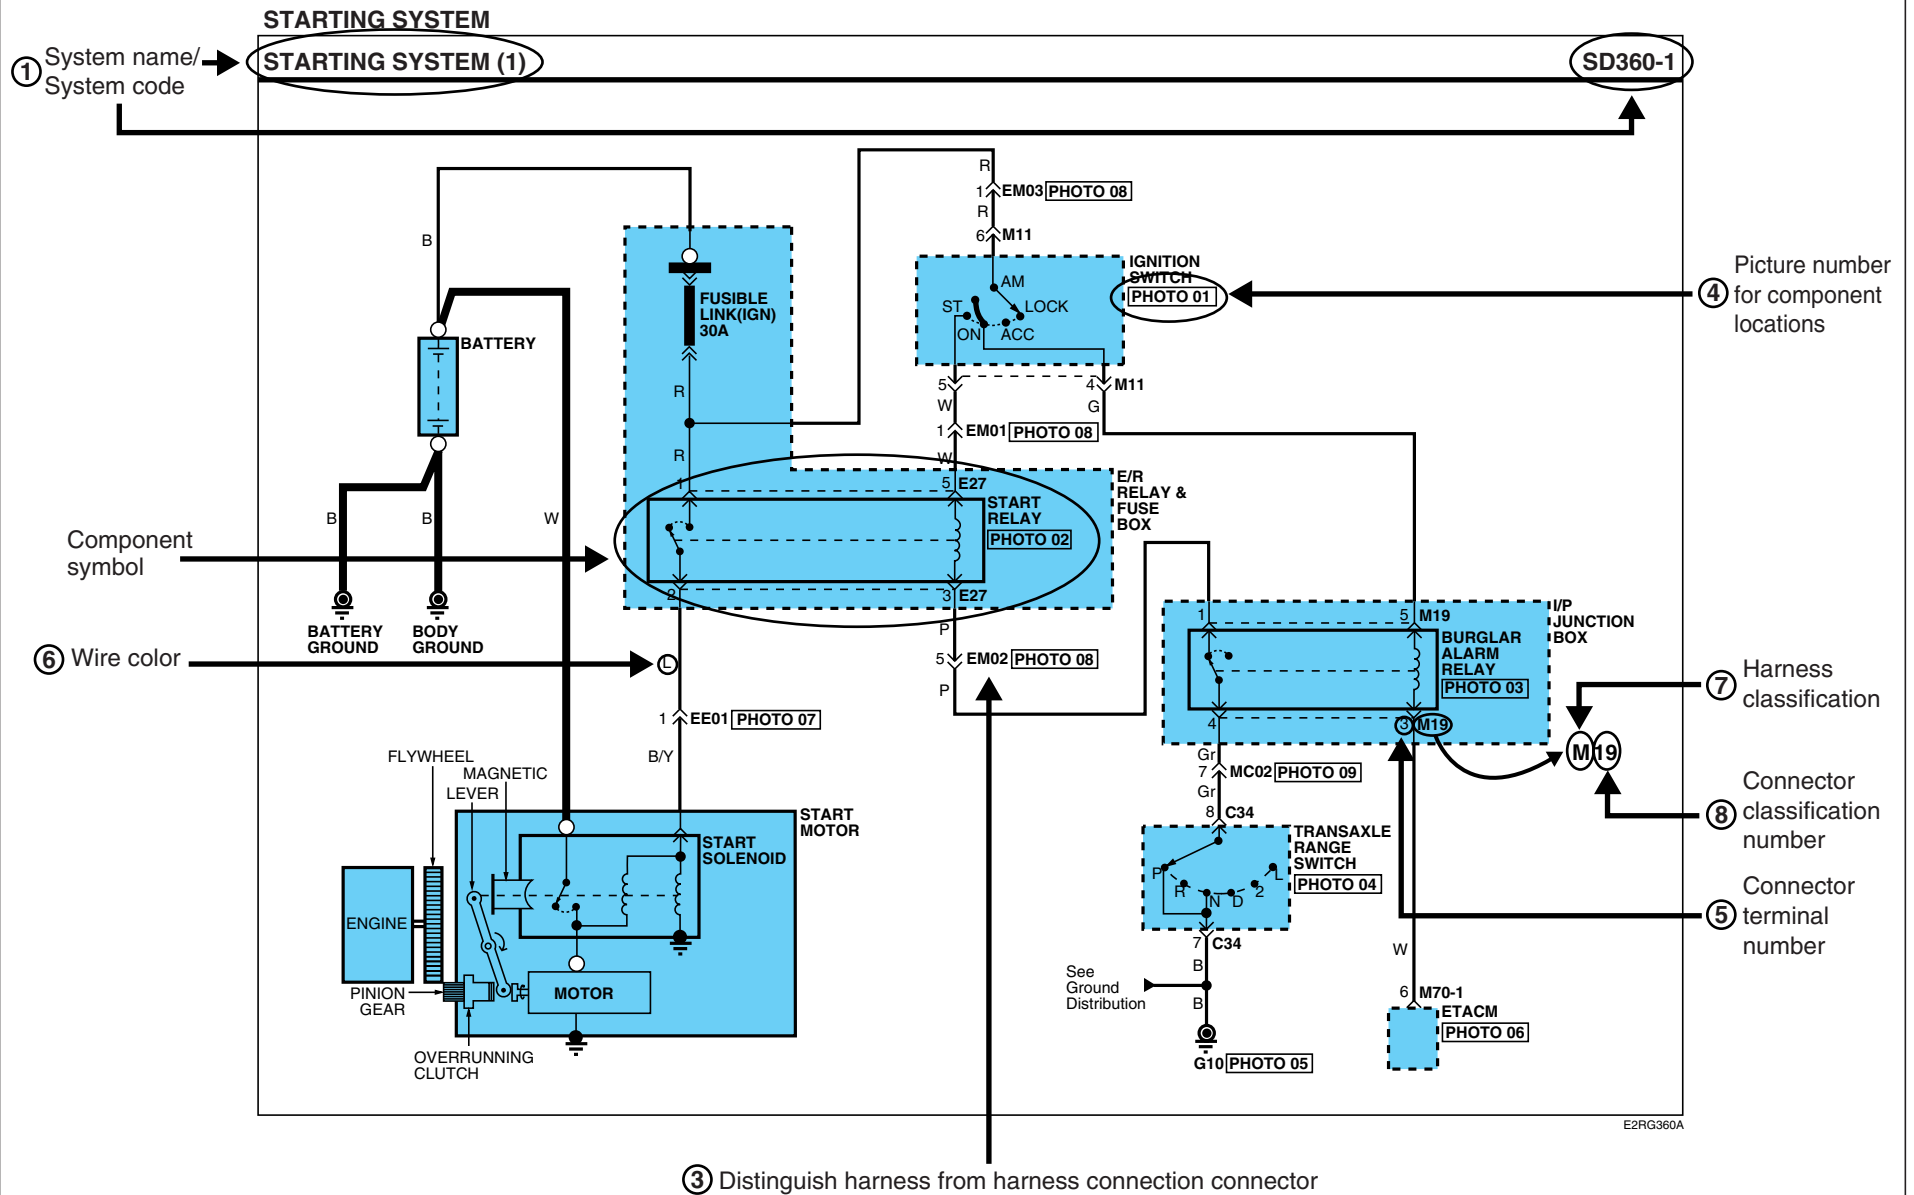 STARTING SYSTEM
STARTING SYSTEM (1)
SD360-1
1 System name/
System code
R
1 EM03 PHOTO 08
R
6 M11
B
IGNITION
SWITCH
PHOTO 01
AM
LOCK
ST
ON
ACC
4 Picture number
for component
locations
FUSIBLE
LINK(IGN)
30A
BATTERY
5
4 M11
R
W
G
1 EM01 PHOTO 08
R
W
1
5 E27
START
RELAY
PHOTO 02
E/R
RELAY &
FUSE
BOX
B
B
W
Component
symbol
2
3 E27
BATTERY
GROUND
BODY
GROUND
P
5 EM02 PHOTO 08
P
6 Wire color
L
1
5 M19
I/P
JUNCTION
BOX
BURGLAR
ALARM
RELAY
PHOTO 03
4
3 M19
7 Harness
classification
M 19
8 Connector
classification
number
5 Connector
terminal
number
1 EE01 PHOTO 07
B/Y
Gr
7 MC02 PHOTO 09
Gr
8 C34
FLYWHEEL
MAGNETIC
LEVER
START
MOTOR
START
SOLENOID
ENGINE
MOTOR
PINION
GEAR
OVERRUNNING
CLUTCH
TRANSAXLE
RANGE
SWITCH
PHOTO 04
P
R
N
D
2
L
7 C34
B
See
Ground
Distribution
B
G10 PHOTO 05
W
6 M70-1
ETACM
PHOTO 06
E2RG360A
3 Distinguish harness from harness connection connector